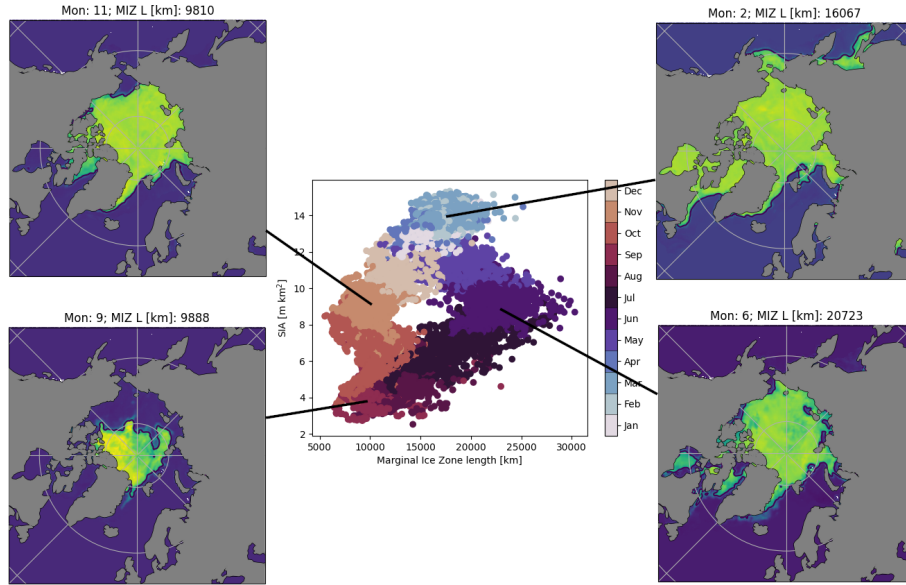 Mon: 11; MIZ L [km]: 9810
Mon: 2; MIZ L [km]: 16067
Mon: 9; MIZ L [km]: 9888
Mon: 6; MIZ L [km]: 20723
SIA [m km²]
14
12
10
8
6
4
2
5000 10000 15000 20000 25000 30000
Marginal Ice Zone length [km]
Dec
Nov
Oct
Sep
Aug
Jul
Jun
May
Apr
Mar
Feb
Jan